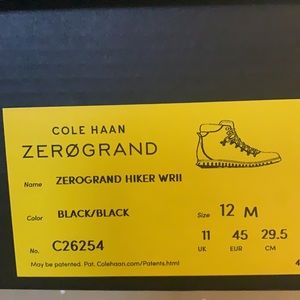 COLE HAAN
ZERØGRAND
Name ZEROGRAND HIKER WRII
Color BLACK/BLACK Size 12 M
No. C26254 11 45 29.5
UK EUR CM
May be patented. Pat. Colehaan.com/Patents.html
4